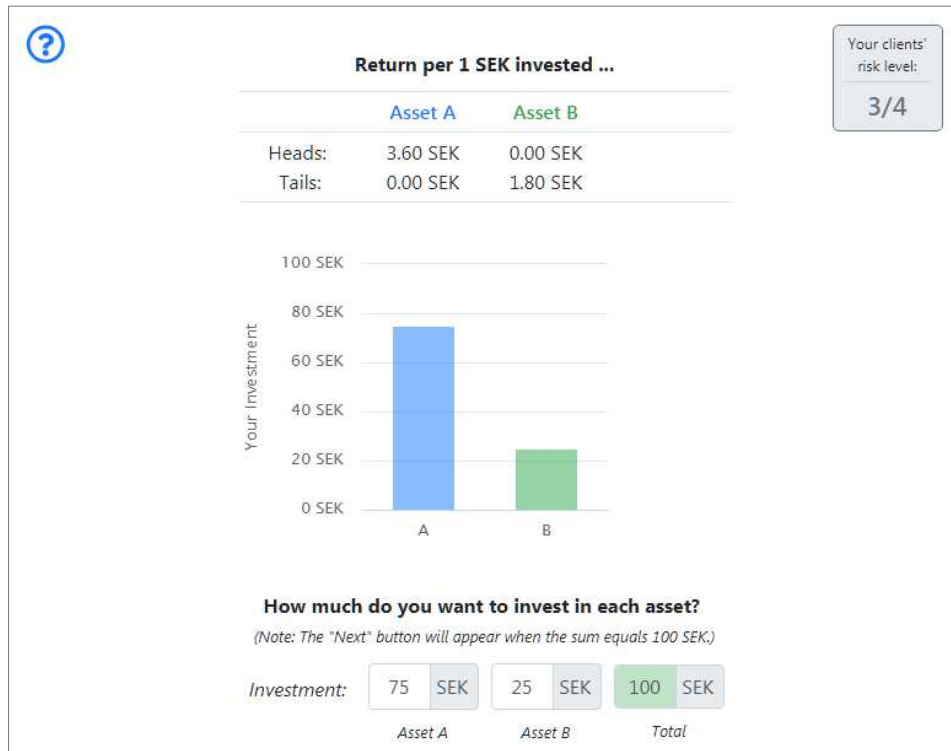 ?
Your clients'
risk level:
3/4
Return per 1 SEK invested ...
Asset A Asset B
Heads: 3.60 SEK 0.00 SEK
Tails: 0.00 SEK 1.80 SEK
100 SEK
80 SEK
60 SEK
40 SEK
20 SEK
0 SEK
Your Investment
A B
How much do you want to invest in each asset?
(Note: The "Next" button will appear when the sum equals 100 SEK.)
Investment: 75 SEK 25 SEK 100 SEK
Asset A Asset B Total